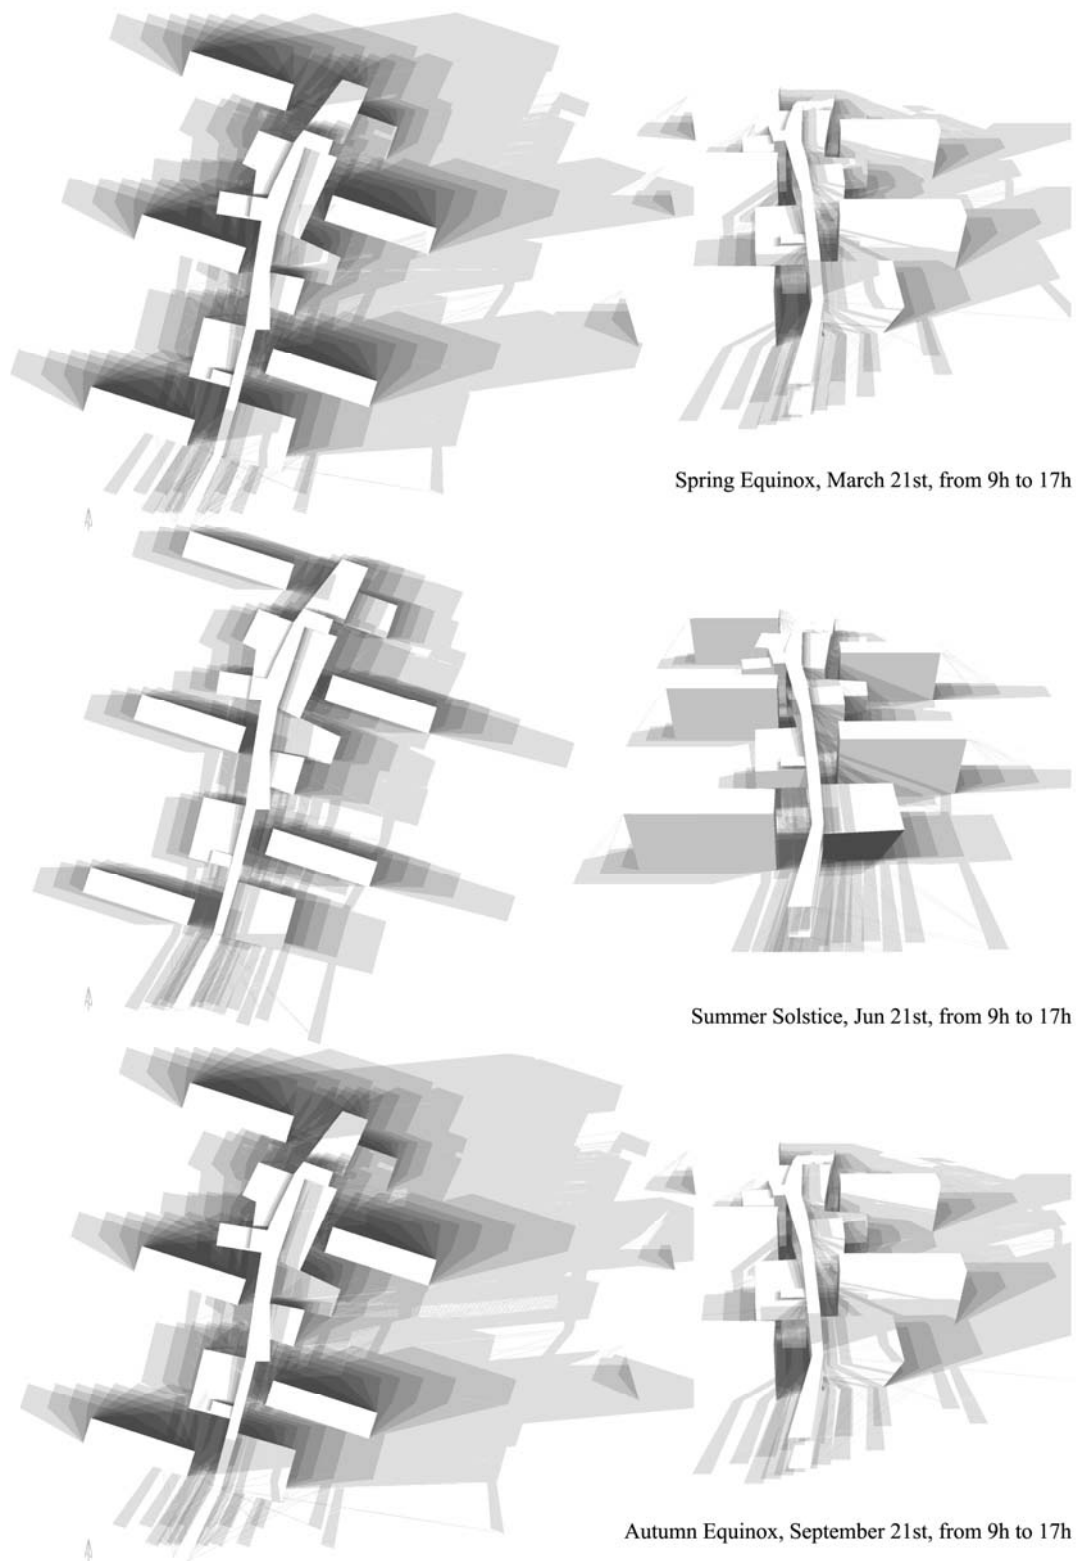 Spring Equinox, March 21st, from 9h to 17h
Summer Solstice, Jun 21st, from 9h to 17h
Autumn Equinox, September 21st, from 9h to 17h